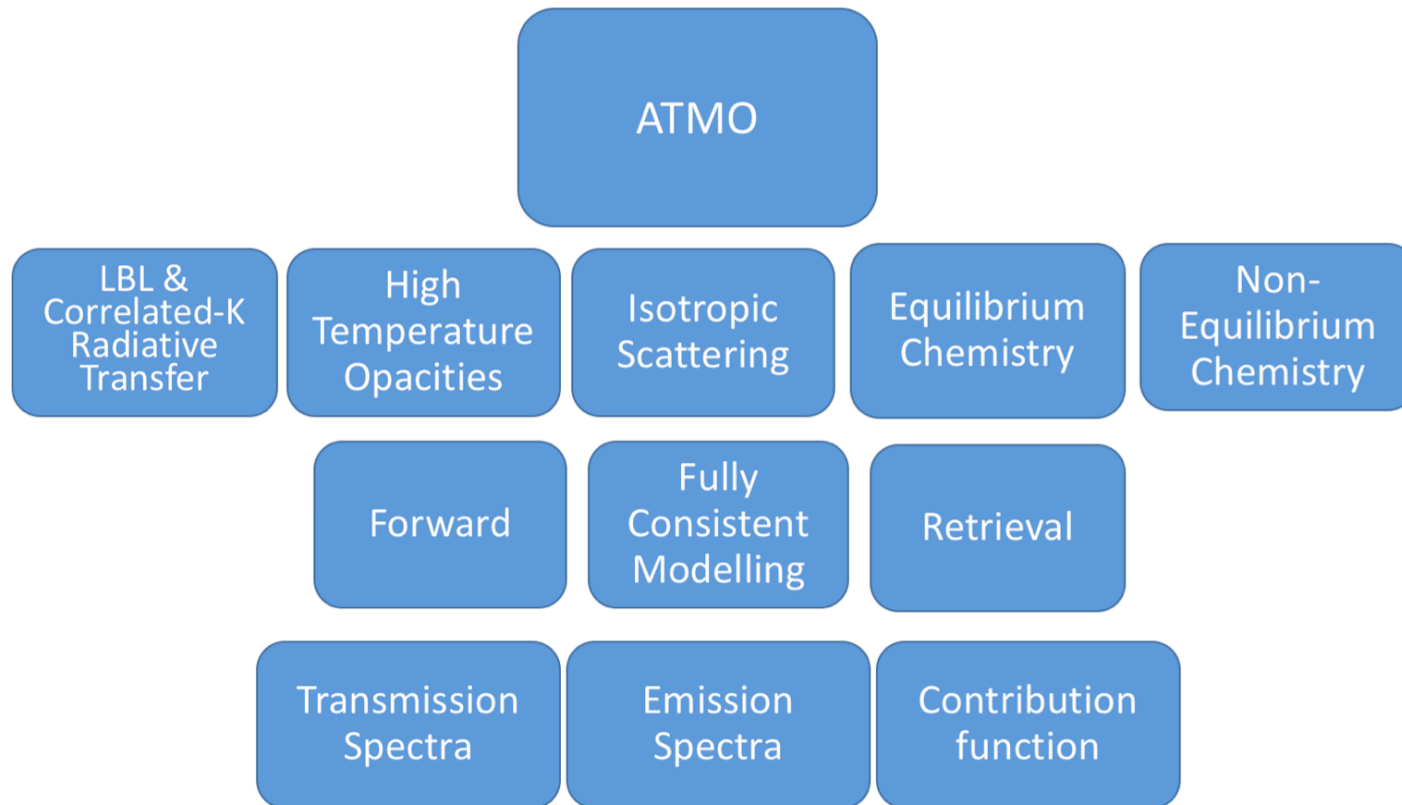 ATMO
LBL &
Correlated-K
Radiative
Transfer
High
Temperature
Opacities
Isotropic
Scattering
Equilibrium
Chemistry
Non-
Equilibrium
Chemistry
Forward
Fully
Consistent
Modelling
Retrieval
Transmission
Spectra
Emission
Spectra
Contribution
function